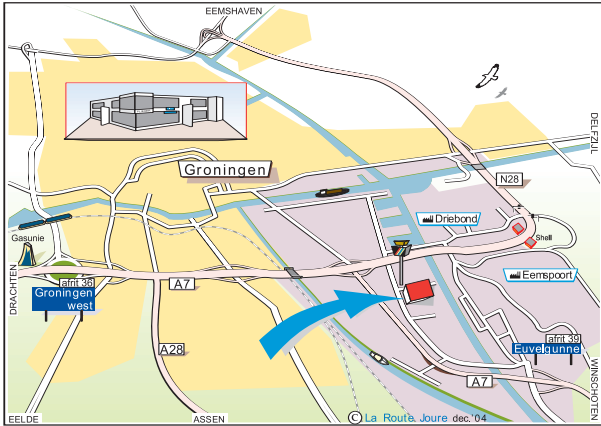 EEMSHAVEN
DELFZIJL
Groningen
N28
Driebond
Shell
Gasunie
Eemspoort
DRACHTEN
afrit 36
Groningen
west
A7
A28
afrit 39
Euvelgunne
A7
WINSCHOTEN
EELDE
ASSEN
© La Route, Joure dec.'04